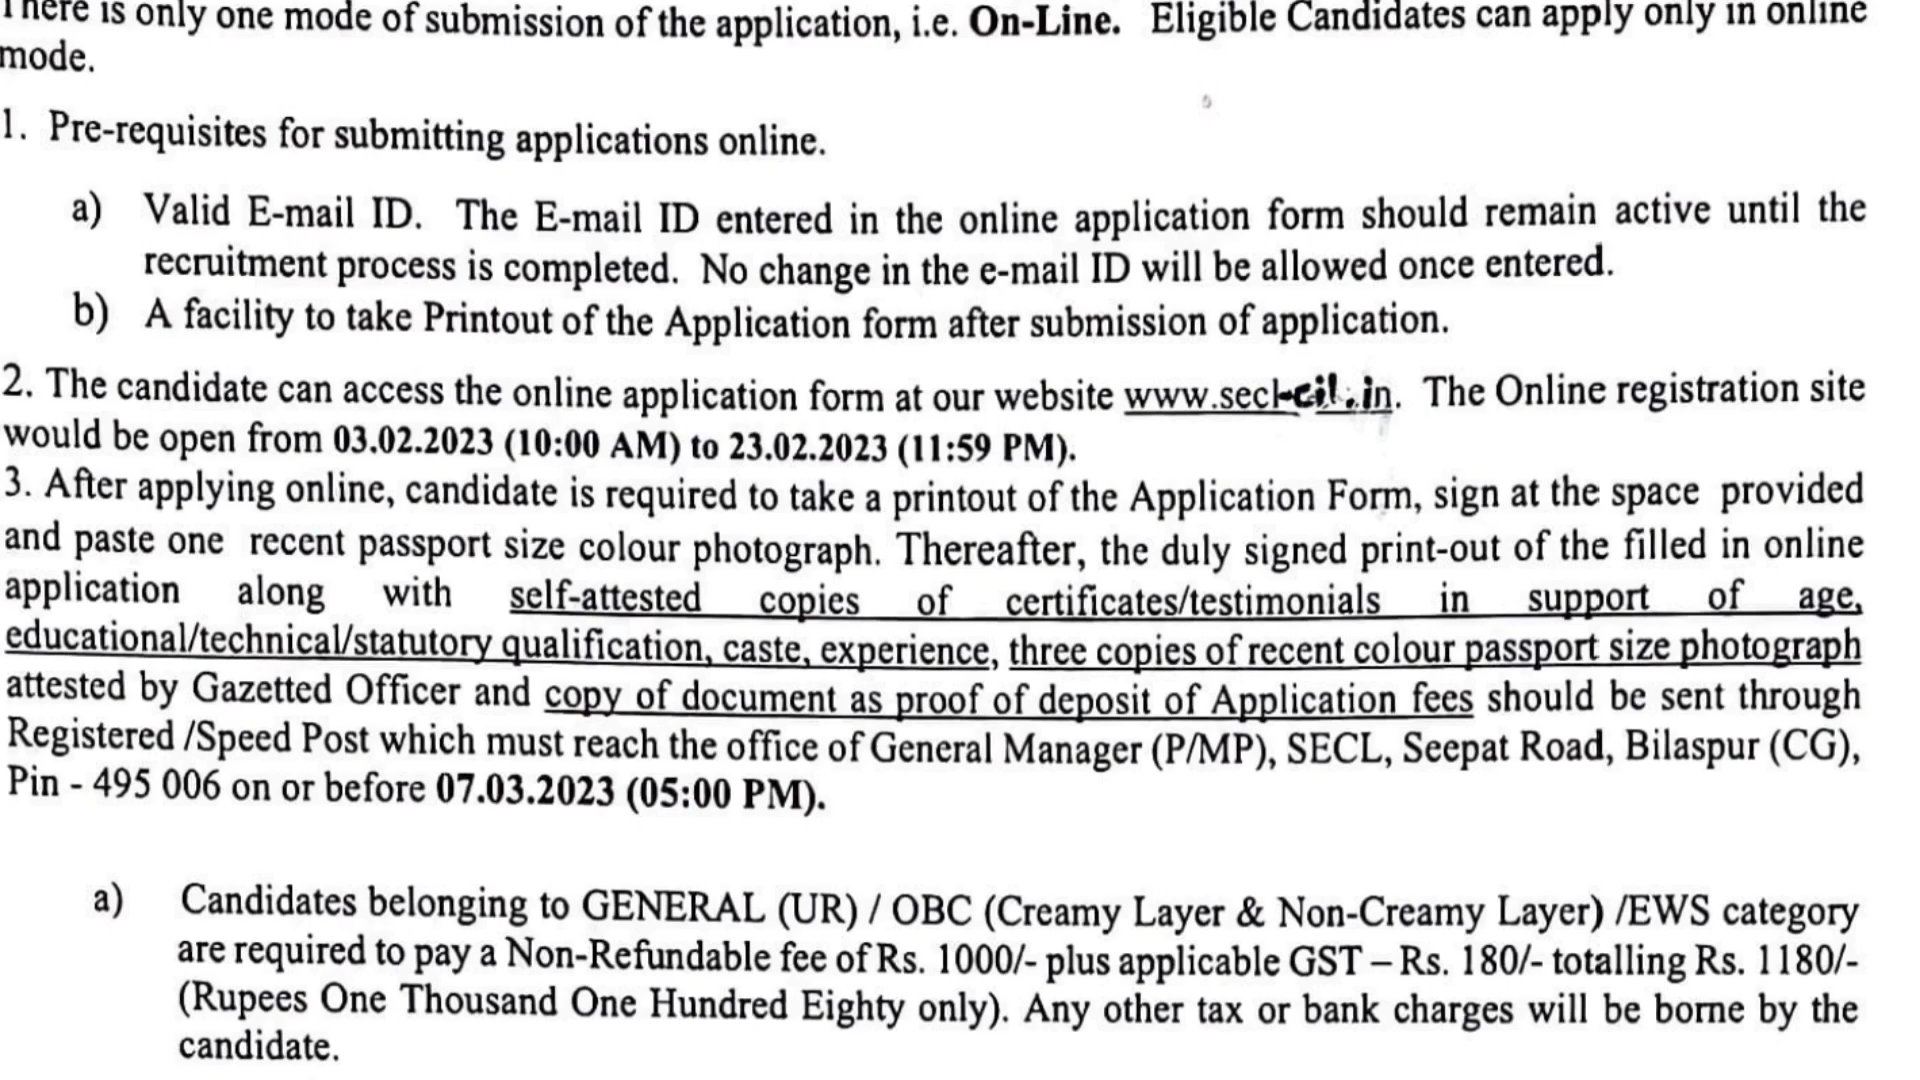 There is only one mode of submission of the application, i.e. On-Line. Eligible Candidates can apply only in online
mode.
1. Pre-requisites for submitting applications online.
a) Valid E-mail ID. The E-mail ID entered in the online application form should remain active until the
recruitment process is completed. No change in the e-mail ID will be allowed once entered.
b) A facility to take Printout of the Application form after submission of application.
2. The candidate can access the online application form at our website www.secl-cil.in. The Online registration site
would be open from 03.02.2023 (10:00 AM) to 23.02.2023 (11:59 PM).
3. After applying online, candidate is required to take a printout of the Application Form, sign at the space provided
and paste one recent passport size colour photograph. Thereafter, the duly signed print-out of the filled in online
application along with self-attested copies of certificates/testimonials in support of age,
educational/technical/statutory qualification, caste, experience, three copies of recent colour passport size photograph
attested by Gazetted Officer and copy of document as proof of deposit of Application fees should be sent through
Registered /Speed Post which must reach the office of General Manager (P/MP), SECL, Seepat Road, Bilaspur (CG),
Pin - 495 006 on or before 07.03.2023 (05:00 PM).
a) Candidates belonging to GENERAL (UR) / OBC (Creamy Layer & Non-Creamy Layer) /EWS category
are required to pay a Non-Refundable fee of Rs. 1000/- plus applicable GST – Rs. 180/- totalling Rs. 1180/-
(Rupees One Thousand One Hundred Eighty only). Any other tax or bank charges will be borne by the
candidate.